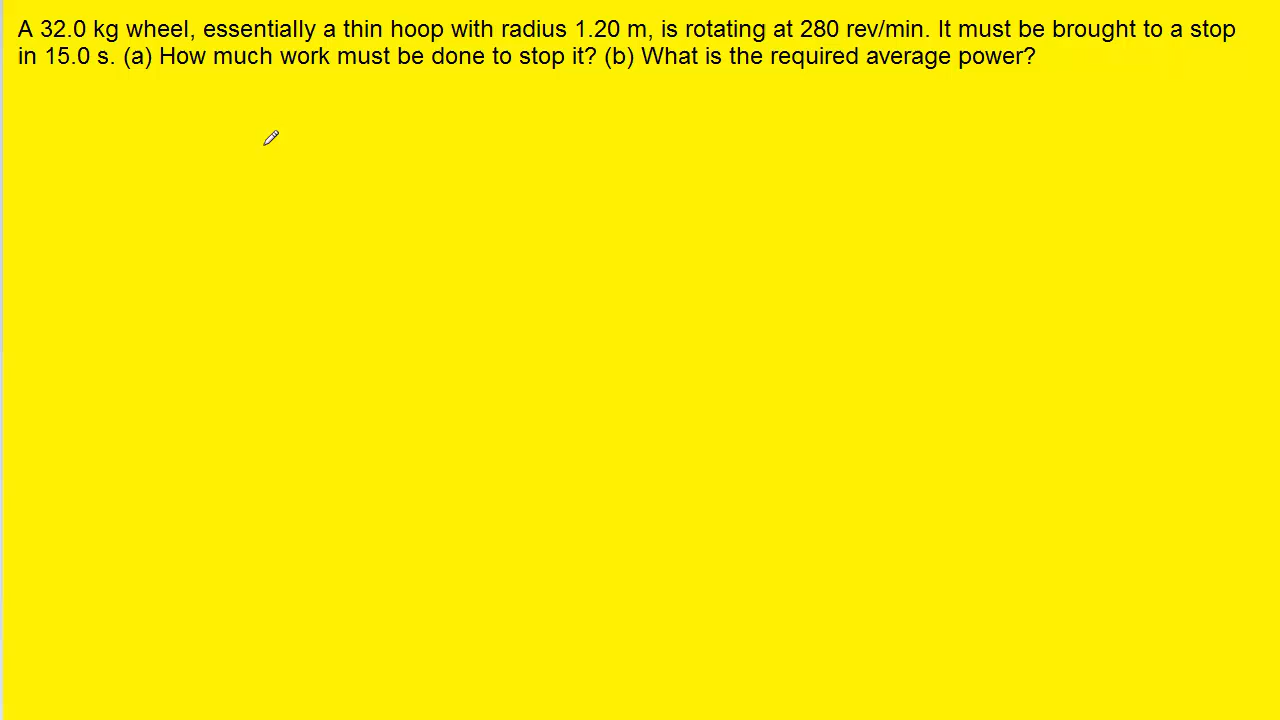 A 32.0 kg wheel, essentially a thin hoop with radius 1.20 m, is rotating at 280 rev/min. It must be brought to a stop
in 15.0 s. (a) How much work must be done to stop it? (b) What is the required average power?